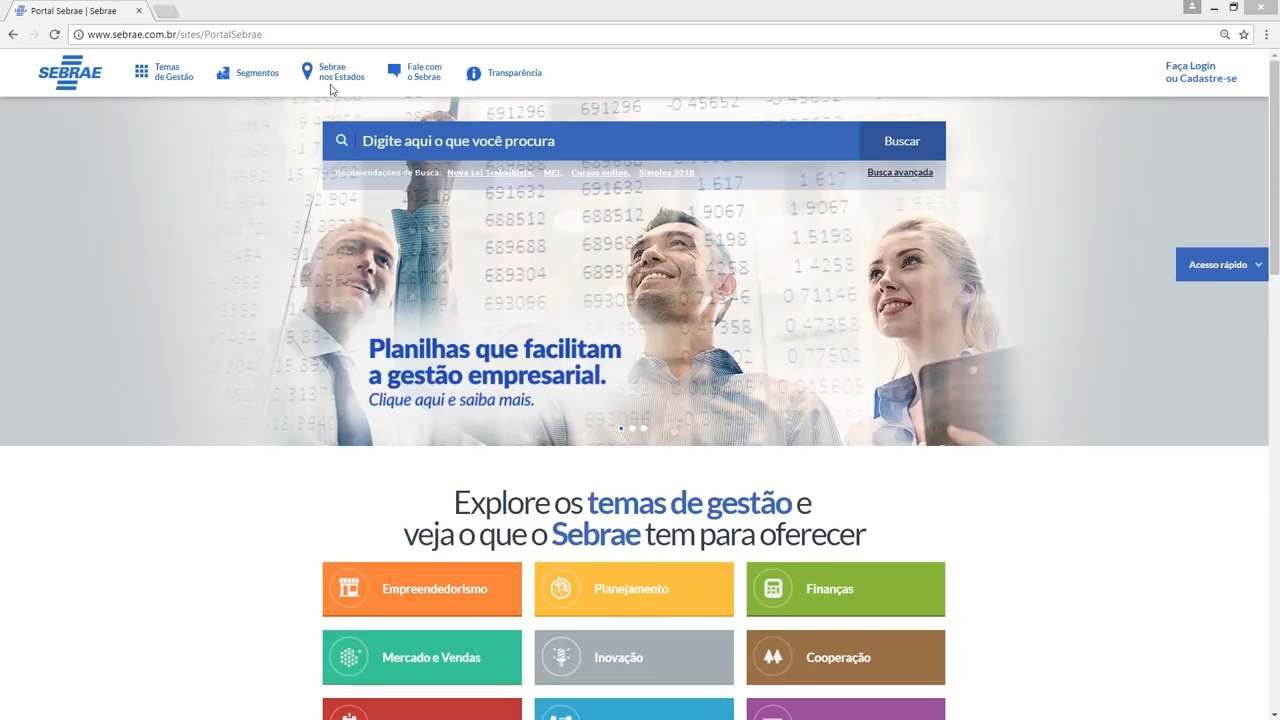 Portal Sebrae | Sebrae
www.sebrae.com.br/sites/PortalSebrae
SEBRAE
Temas
de Gestão
Segmentos
Sebrae
nos Estados
Fale com
o Sebrae
Transparência
Faça Login
ou Cadastre-se
Digite aqui o que você procura
Buscar
Recomendações de Busca: Nova Lei Trabalhista, MEI, Cursos online, Simples 2018
Busca avançada
Acesso rápido
Planilhas que facilitam
a gestão empresarial.
Clique aqui e saiba mais.
Explore os temas de gestão e
veja o que o Sebrae tem para oferecer
Empreendedorismo
Planejamento
Finanças
Mercado e Vendas
Inovação
Cooperação